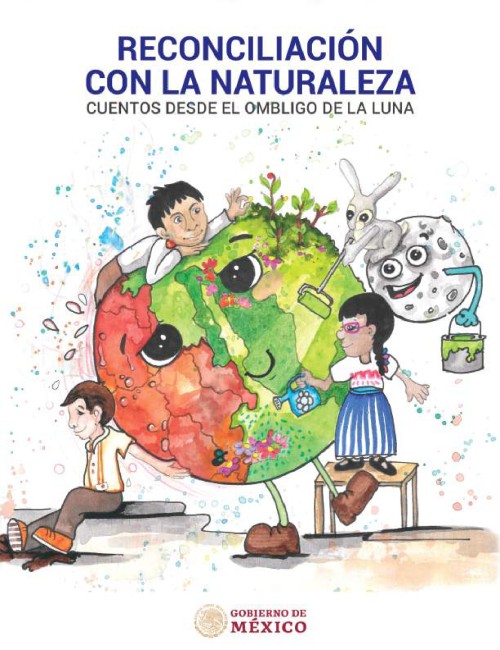 RECONCILIACIÓN
CON LA NATURALEZA
CUENTOS DESDE EL OMBLIGO DE LA LUNA
GOBIERNO DE
MÉXICO